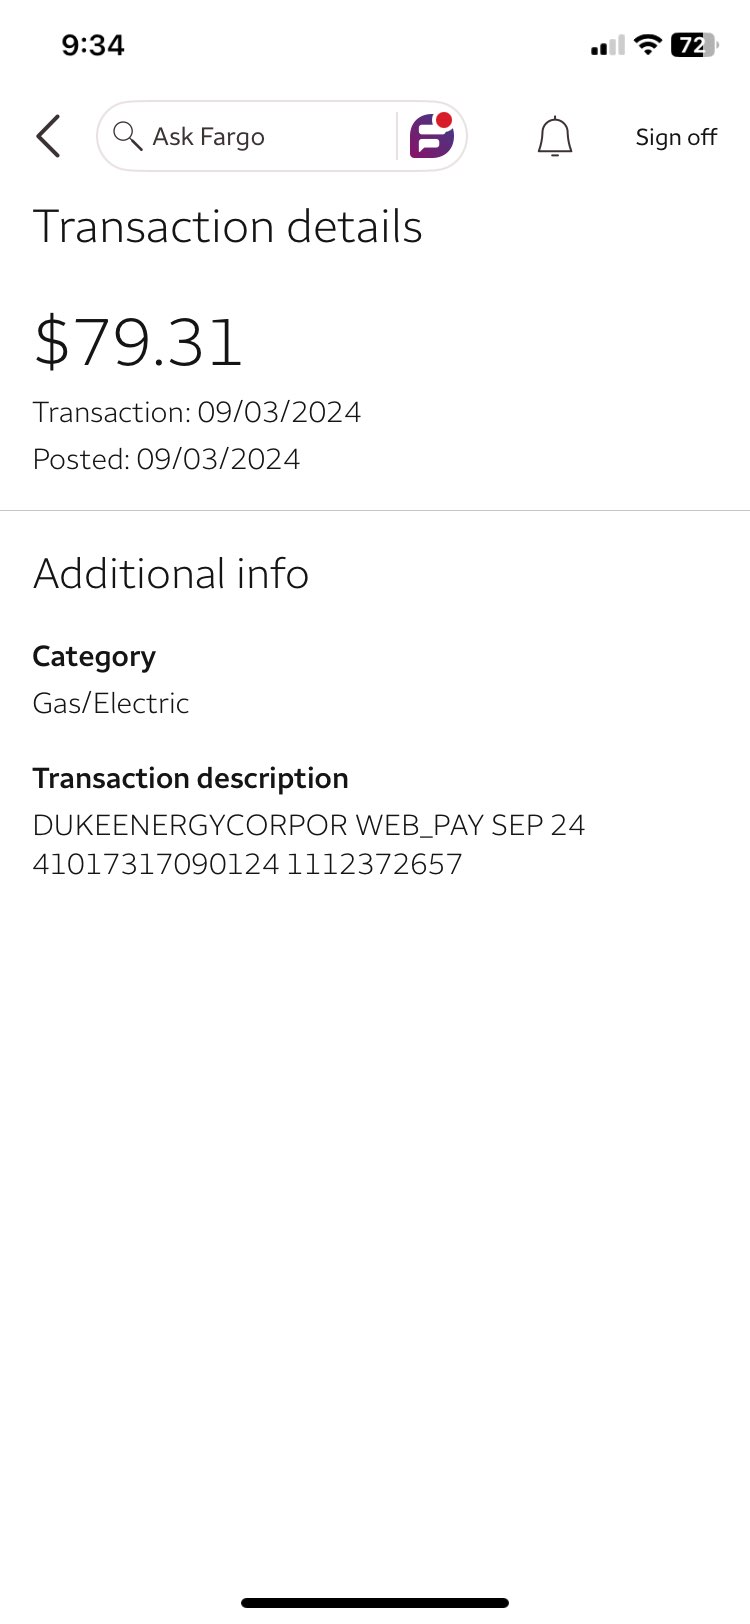 9:34
72
Ask Fargo
Sign off
Transaction details
$79.31
Transaction: 09/03/2024
Posted: 09/03/2024
Additional info
Category
Gas/Electric
Transaction description
DUKEENERGYCORPOR WEB_PAY SEP 24
41017317090124 1112372657